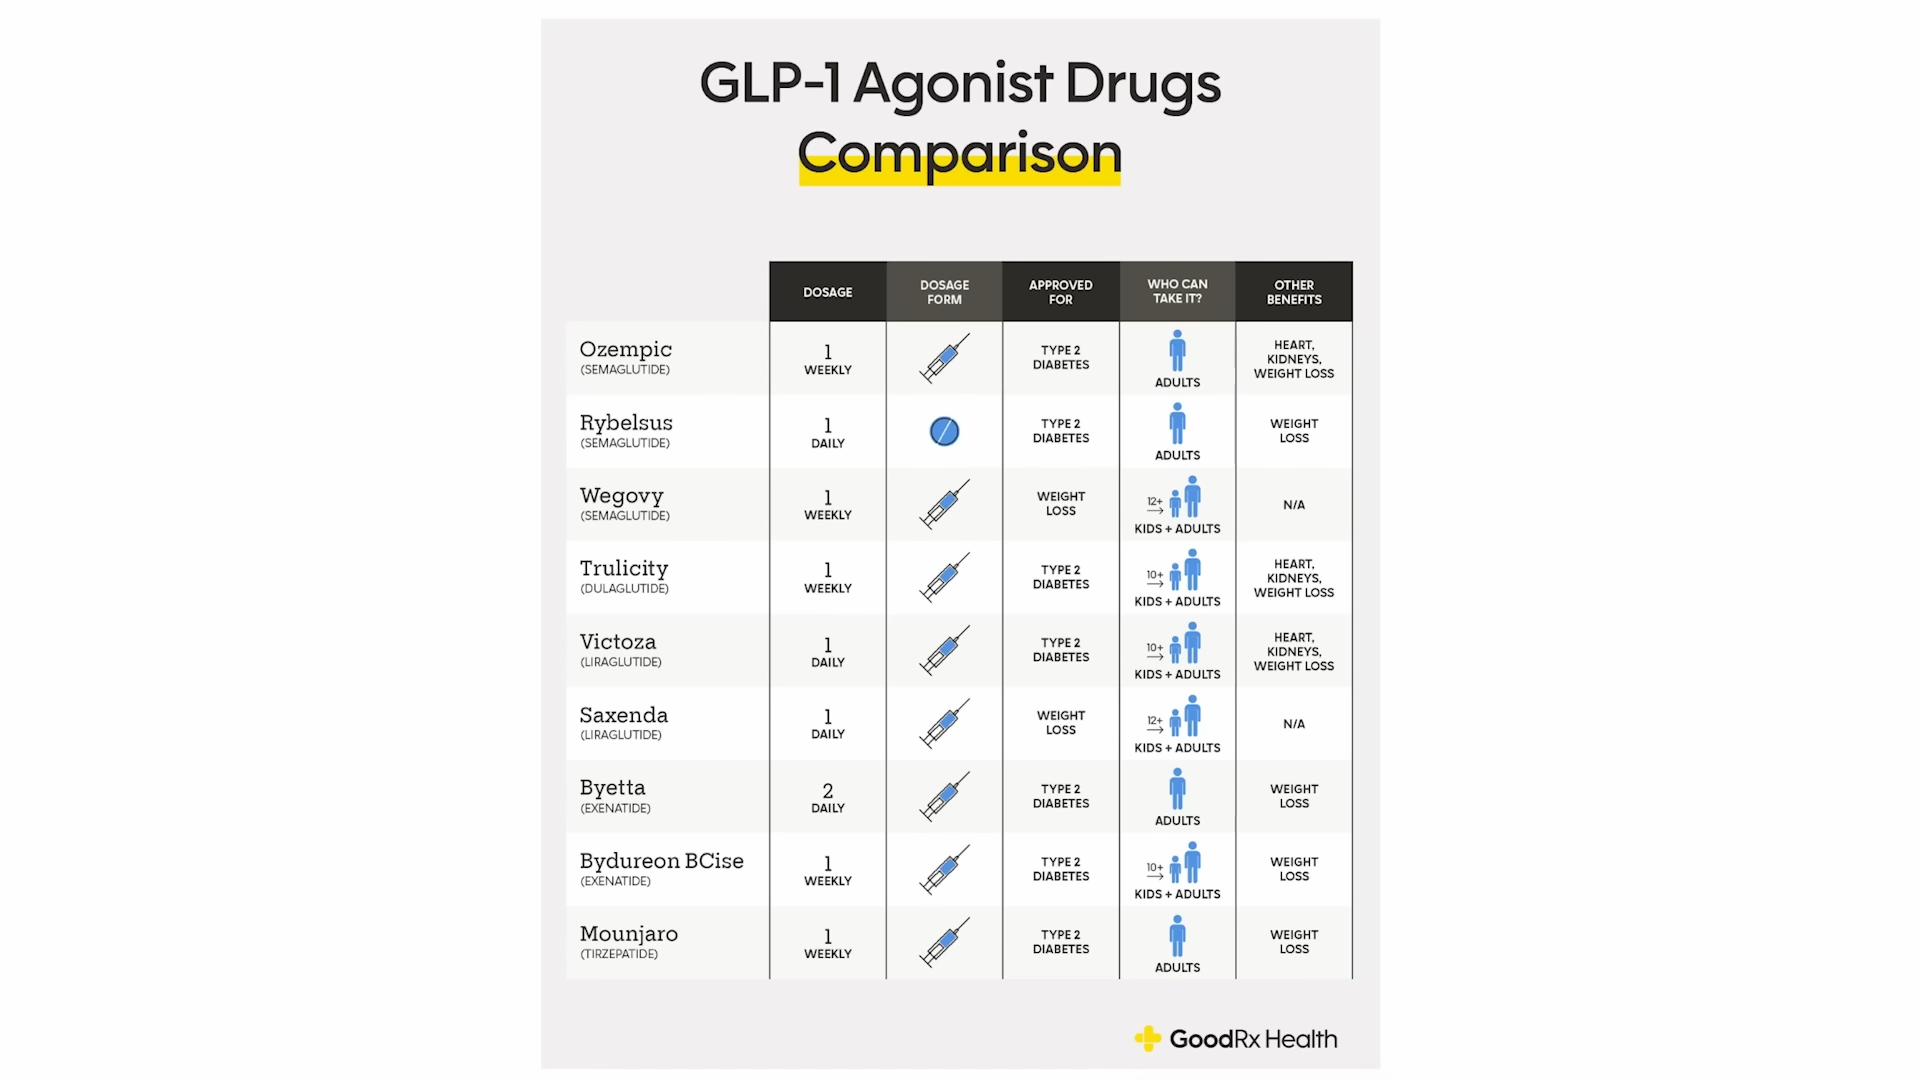 GLP-1 Agonist Drugs
Comparison
DOSAGE
DOSAGE
FORM
APPROVED
FOR
WHO CAN
TAKE IT?
OTHER
BENEFITS
Ozempic
(SEMAGLUTIDE)
1
WEEKLY
TYPE 2
DIABETES
ADULTS
HEART,
KIDNEYS,
WEIGHT LOSS
Rybelsus
(SEMAGLUTIDE)
1
DAILY
TYPE 2
DIABETES
ADULTS
WEIGHT
LOSS
Wegovy
(SEMAGLUTIDE)
1
WEEKLY
WEIGHT
LOSS
12+
KIDS + ADULTS
N/A
Trulicity
(DULAGLUTIDE)
1
WEEKLY
TYPE 2
DIABETES
10+
KIDS + ADULTS
HEART,
KIDNEYS,
WEIGHT LOSS
Victoza
(LIRAGLUTIDE)
1
DAILY
TYPE 2
DIABETES
10+
KIDS + ADULTS
HEART,
KIDNEYS,
WEIGHT LOSS
Saxenda
(LIRAGLUTIDE)
1
DAILY
WEIGHT
LOSS
12+
KIDS + ADULTS
N/A
Byetta
(EXENATIDE)
2
DAILY
TYPE 2
DIABETES
ADULTS
WEIGHT
LOSS
Bydureon BCise
(EXENATIDE)
1
WEEKLY
TYPE 2
DIABETES
10+
KIDS + ADULTS
WEIGHT
LOSS
Mounjaro
(TIRZEPATIDE)
1
WEEKLY
TYPE 2
DIABETES
ADULTS
WEIGHT
LOSS
GoodRx Health